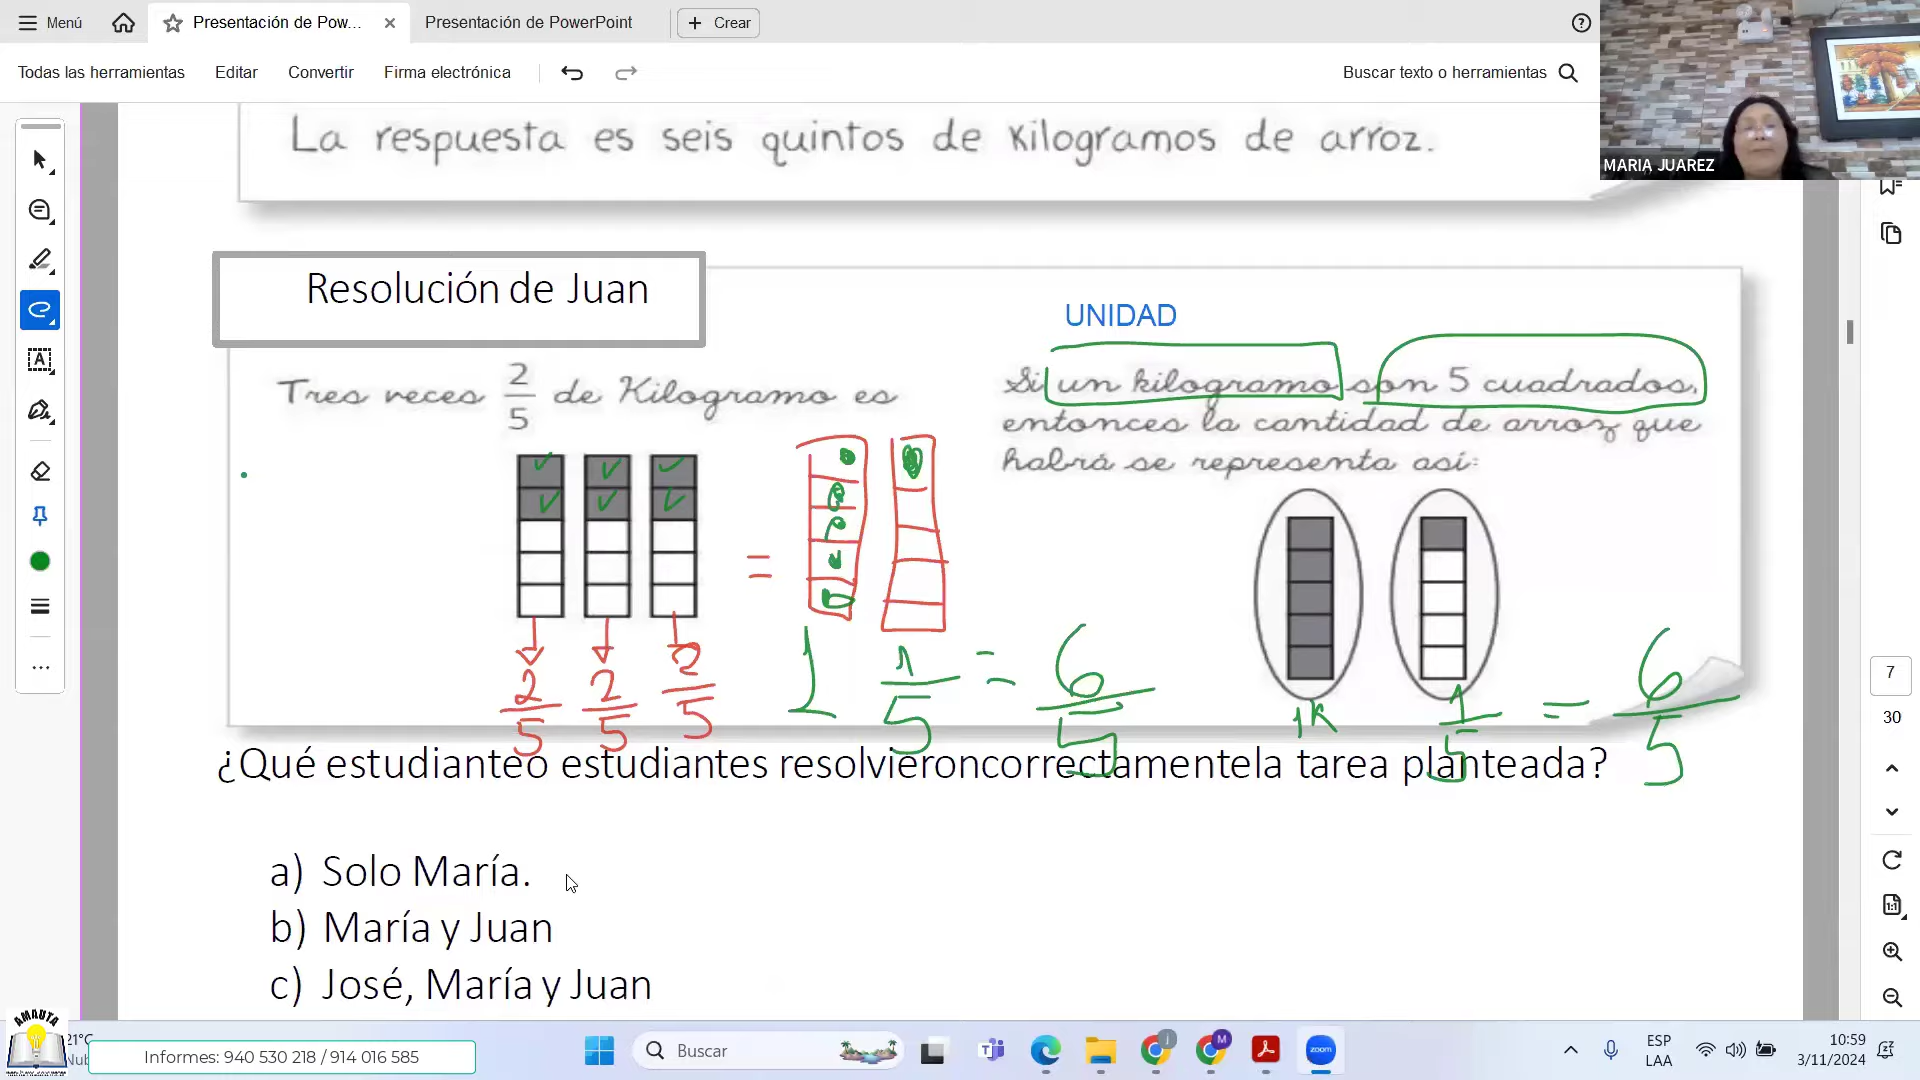 Menú
Presentación de Pow...
Presentación de PowerPoint
Crear
Todas las herramientas
Editar
Convertir
Firma electrónica
Buscar texto o herramientas
MARIA JUAREZ
La respuesta es seis quintos de kilogramos de arroz.
Resolución de Juan
UNIDAD
Tres veces 2/5 de Kilogramo es
Si un kilogramo son 5 cuadrados,
entonces la cantidad de arroz que
habrá se representa así:
=
2/5 2/5 2/5
1 1/5 = 6/5
1K 1/5 = 6/5
¿Qué estudianteo estudiantes resolvieroncorrectamentela tarea planteada?
a) Solo María.
b) María y Juan
c) José, María y Juan
7
30
AMAUTA
21°C
Nub
Informes: 940 530 218 / 914 016 585
Buscar
zoom
ESP
LAA
10:59
3/11/2024